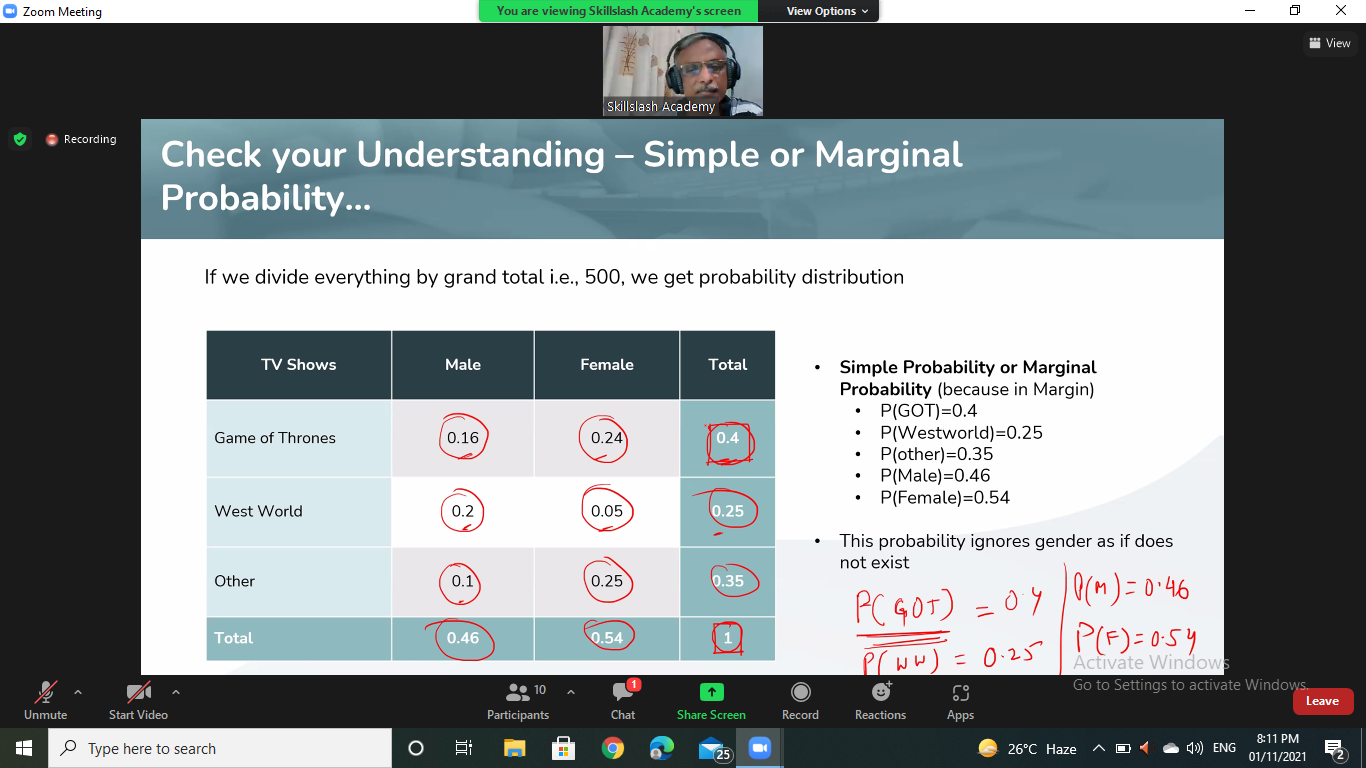 Zoom Meeting
You are viewing Skillslash Academy's screen
View Options
View
Skillslash Academy
Recording
Check your Understanding – Simple or Marginal
Probability...
If we divide everything by grand total i.e., 500, we get probability distribution
TV Shows Male Female Total
Game of Thrones 0.16 0.24 0.4
West World 0.2 0.05 0.25
Other 0.1 0.25 0.35
Total 0.46 0.54 1
• Simple Probability or Marginal
Probability (because in Margin)
• P(GOT)=0.4
• P(Westworld)=0.25
• P(other)=0.35
• P(Male)=0.46
• P(Female)=0.54
• This probability ignores gender as if does
not exist
P(GOT) = 0.4
P(WW) = 0.25
P(M) = 0.46
P(F) = 0.54
Activate Windows
Go to Settings to activate Windows.
Unmute
Start Video
Participants 10
Chat 1
Share Screen
Record
Reactions
Apps
Leave
Type here to search
25
26°C Haze
ENG
8:11 PM
01/11/2021
2